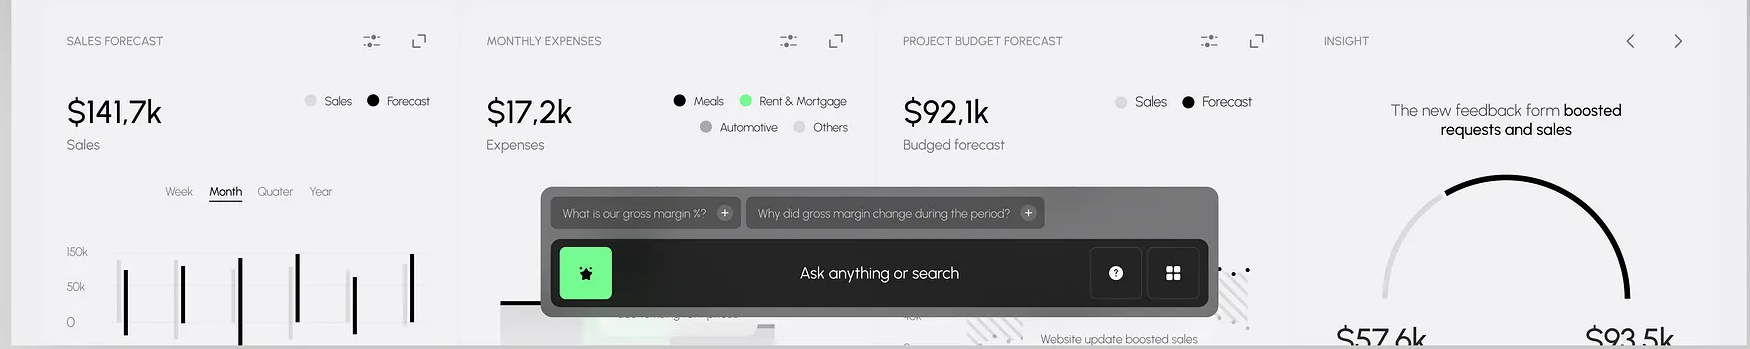 SALES FORECAST
$141,7k
Sales
Sales
Forecast
Week Month Quater Year
150k
50k
0
MONTHLY EXPENSES
$17,2k
Expenses
Meals
Rent & Mortgage
Automotive
Others
PROJECT BUDGET FORECAST
$92,1k
Budged forecast
Sales
Forecast
Website update boosted sales
INSIGHT
The new feedback form boosted
requests and sales
$57,6k
$93,5k
What is our gross margin %? +
Why did gross margin change during the period? +
Ask anything or search
?